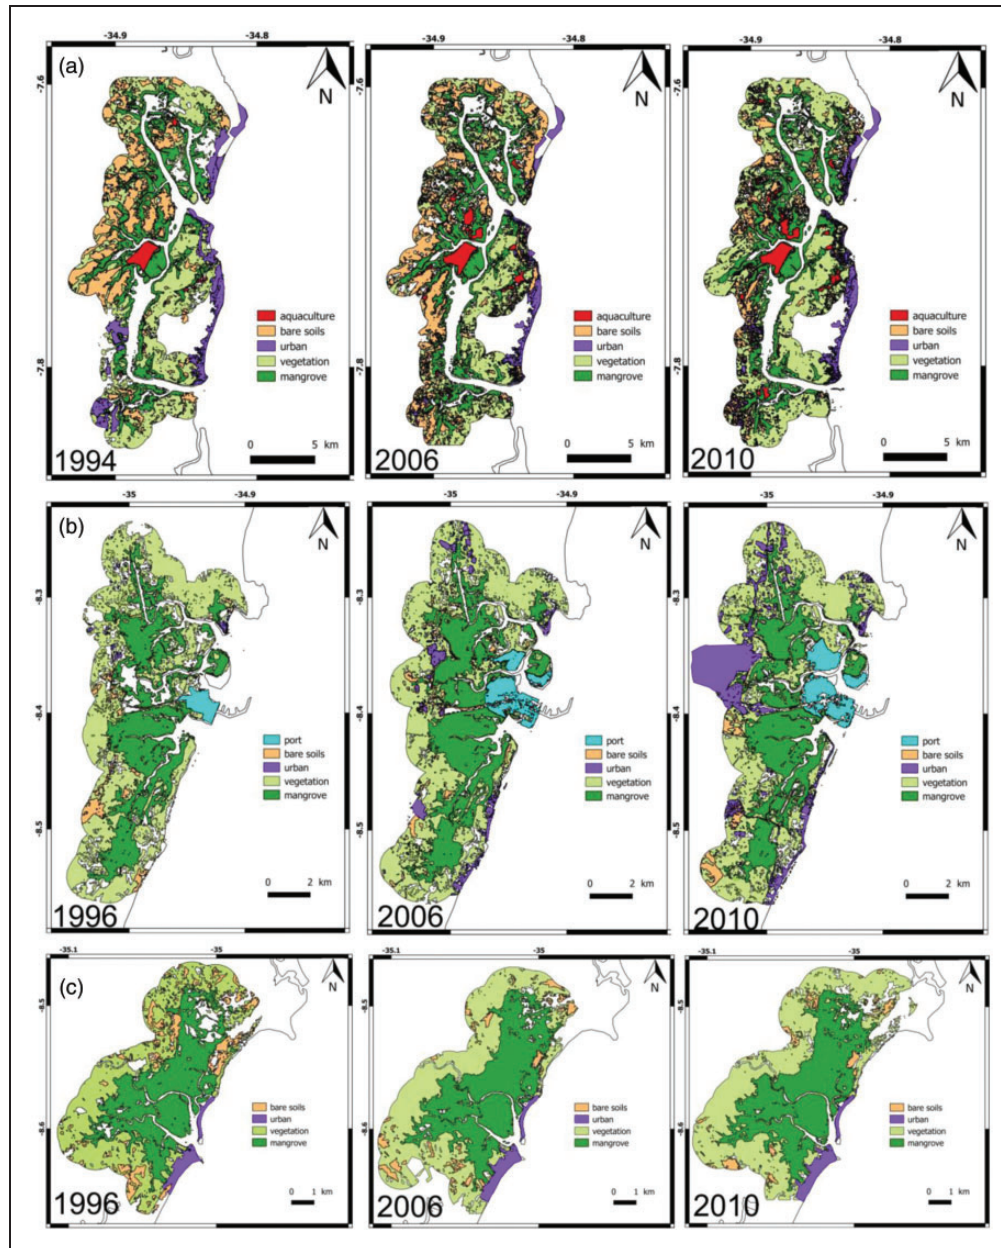 (a)
-34.9
-34.8
-34.9
-34.8
-34.9
-34.8
-7.6
-7.6
-7.6
N
N
N
aquaculture
bare soils
urban
vegetation
mangrove
aquaculture
bare soils
urban
vegetation
mangrove
aquaculture
bare soils
urban
vegetation
mangrove
-7.8
-7.8
-7.8
0 5 km
0 5 km
0 5 km
1994
2006
2010
(b)
-35
-34.9
-35
-34.9
-35
-34.9
N
N
N
-8.3
-8.3
-8.3
-8.4
-8.4
-8.4
port
bare soils
urban
vegetation
mangrove
port
bare soils
urban
vegetation
mangrove
port
bare soils
urban
vegetation
mangrove
-8.5
-8.5
-8.5
0 2 km
0 2 km
0 2 km
1996
2006
2010
(c)
-35.1
-35
-35.1
-35
-35.1
-35
N
N
N
-8.5
-8.5
-8.5
bare soils
urban
vegetation
mangrove
bare soils
urban
vegetation
mangrove
bare soils
urban
vegetation
mangrove
-8.6
-8.6
-8.6
0 1 km
0 1 km
0 1 km
1996
2006
2010